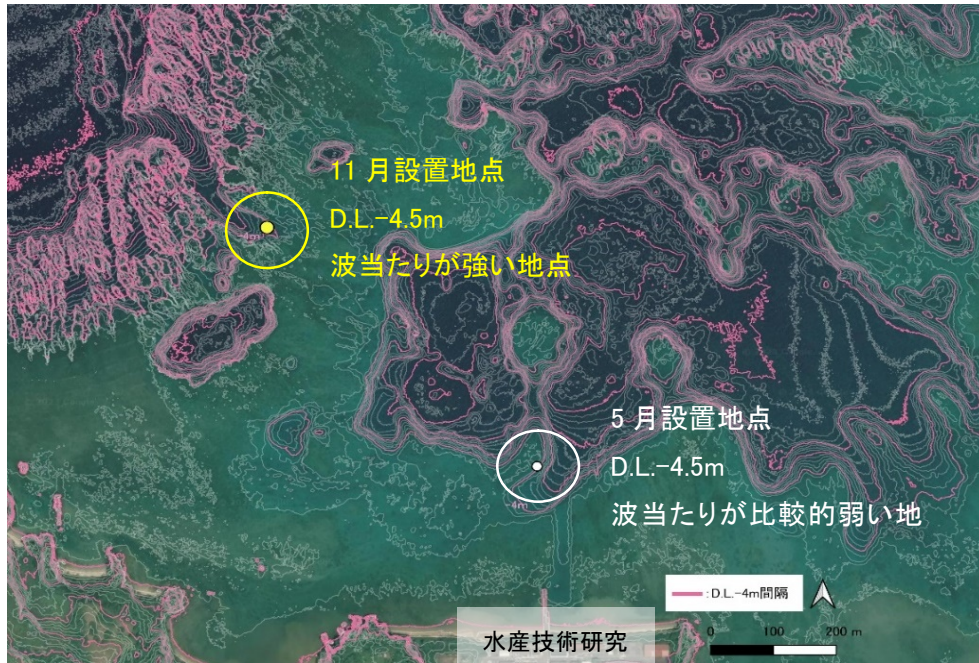 11 月設置地点
D.L.-4.5m
波当たりが強い地点
-4m
5 月設置地点
D.L.-4.5m
波当たりが比較的弱い地
-4m
:D.L.-4m間隔
0 100 200 m
水産技術研究